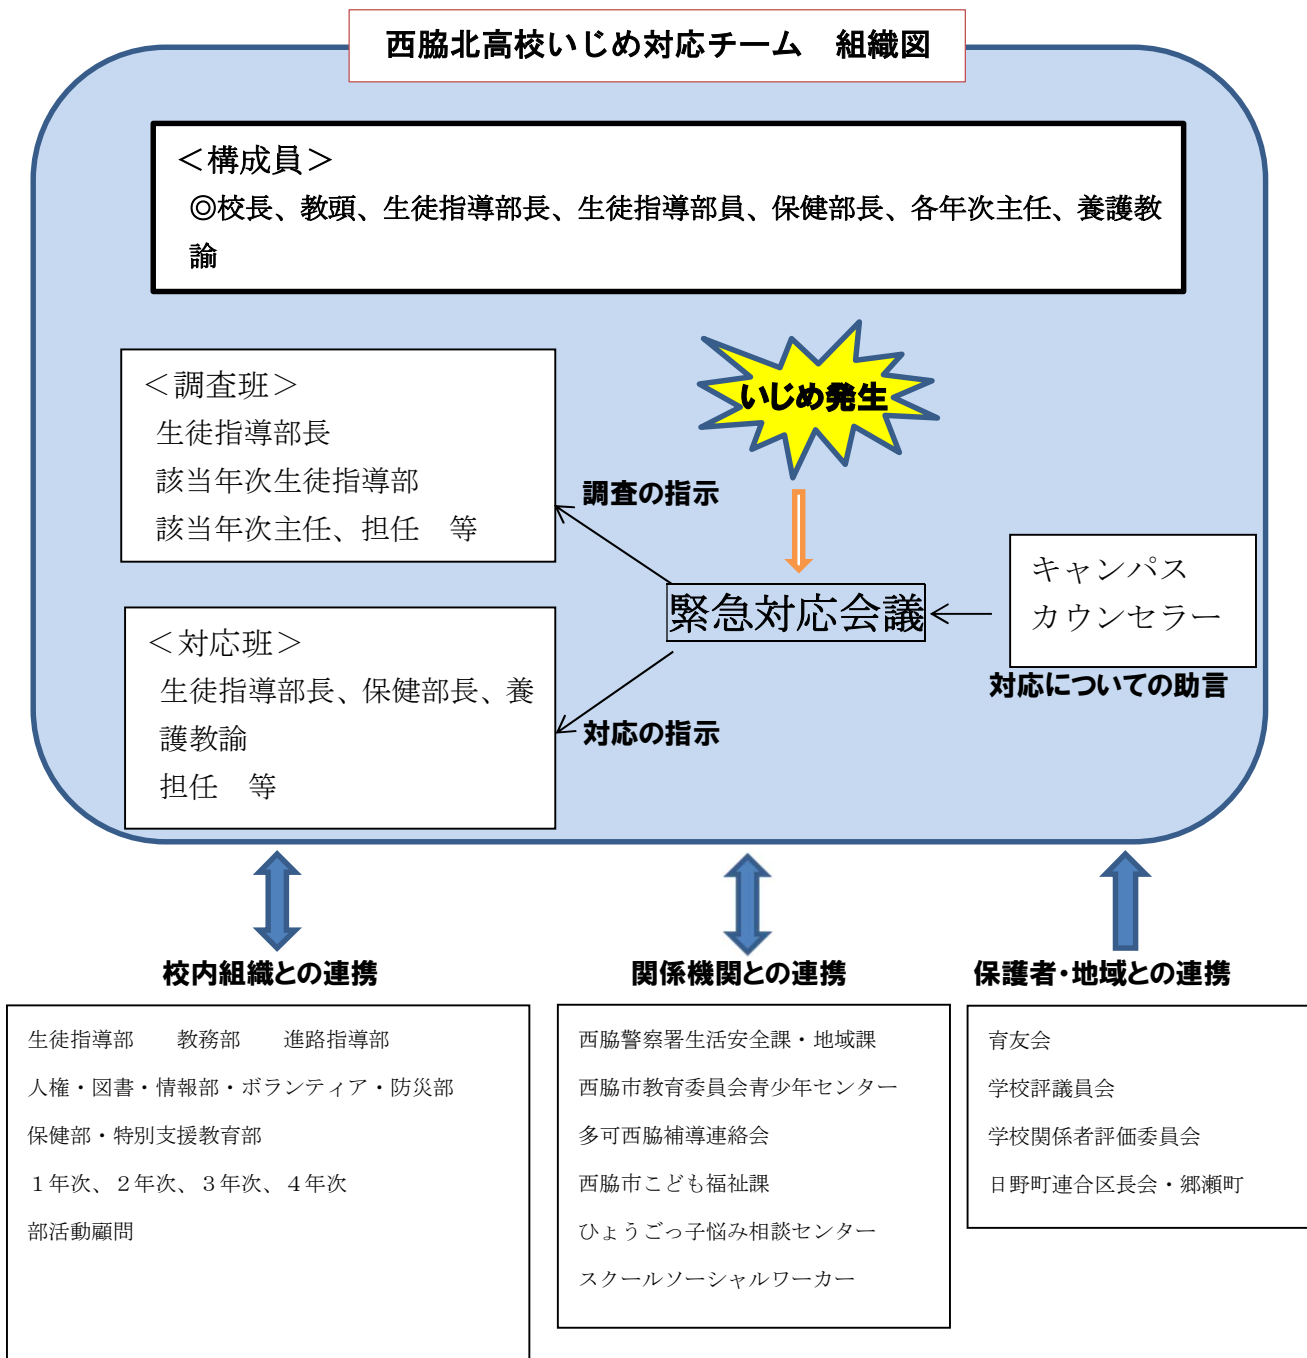 西脇北高校いじめ対応チーム　組織図
＜構成員＞
◎校長、教頭、生徒指導部長、生徒指導部員、保健部長、各年次主任、養護教
諭
いじめ発生
＜調査班＞
生徒指導部長
該当年次生徒指導部
該当年次主任、担任　等
調査の指示
緊急対応会議
キャンパス
カウンセラー
対応についての助言
＜対応班＞
生徒指導部長、保健部長、養
護教諭
担任　等
対応の指示
校内組織との連携
生徒指導部　　教務部　　進路指導部
人権・図書・情報部・ボランティア・防災部
保健部・特別支援教育部
１年次、２年次、３年次、４年次
部活動顧問
関係機関との連携
西脇警察署生活安全課・地域課
西脇市教育委員会青少年センター
多可西脇補導連絡会
西脇市こども福祉課
ひょうごっ子悩み相談センター
スクールソーシャルワーカー
保護者・地域との連携
育友会
学校評議員会
学校関係者評価委員会
日野町連合区長会・郷瀬町